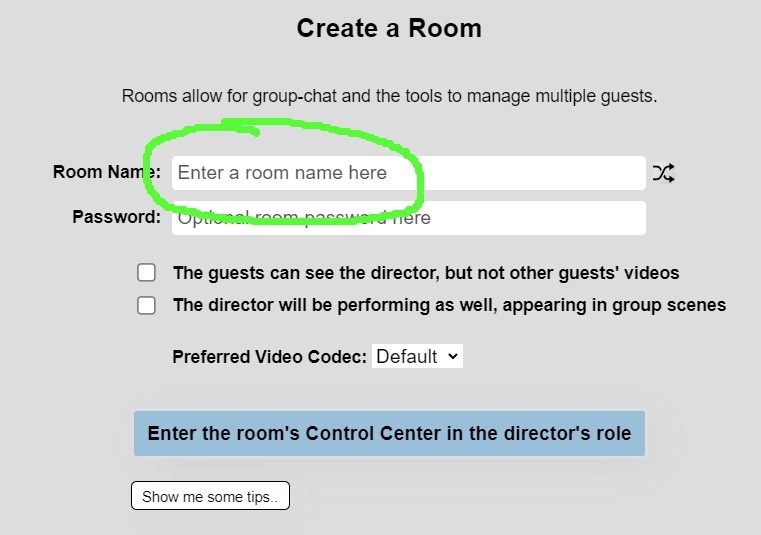 Create a Room
Rooms allow for group-chat and the tools to manage multiple guests.
Room Name: Enter a room name here
Password: Optional room password here
The guests can see the director, but not other guests' videos
The director will be performing as well, appearing in group scenes
Preferred Video Codec: Default
Enter the room's Control Center in the director's role
Show me some tips..